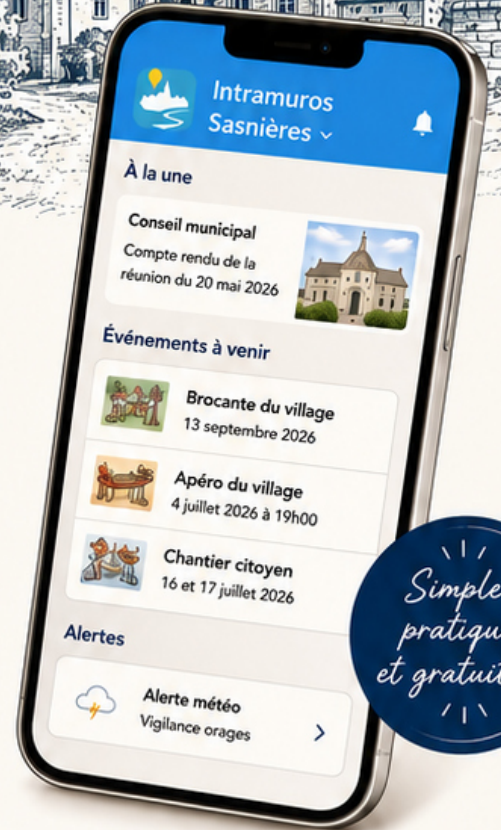 Intramuros
Sasnières
À la une
Conseil municipal
Compte rendu de la
réunion du 20 mai 2026
Événements à venir
Brocante du village
13 septembre 2026
Apéro du village
4 juillet 2026 à 19h00
Chantier citoyen
16 et 17 juillet 2026
Alertes
Alerte météo
Vigilance orages
Simple
pratiqu
et gratuit